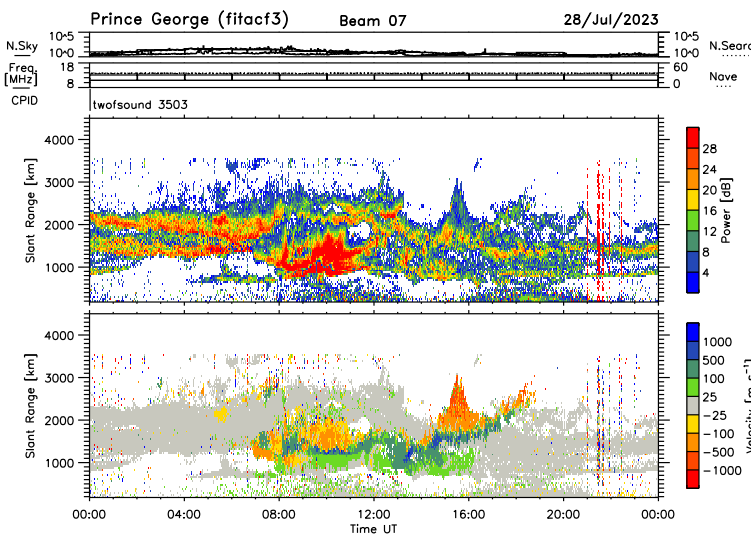 Prince George (fitacf3) Beam 07 28/Jul/2023
N.Sky 10^5 10^0 10^5 10^0 N.Searc
Freq [MHz] 18 8 60 0 Nave
CPID twofsound 3503
Slant Range [km] 4000 3000 2000 1000
28 24 20 16 12 8 4 Power [dB]
Slant Range [km] 4000 3000 2000 1000
1000 500 100 25 -25 -100 -500 -1000 Velocity [m s^-1]
00:00 04:00 08:00 12:00 16:00 20:00 00:00
Time UT